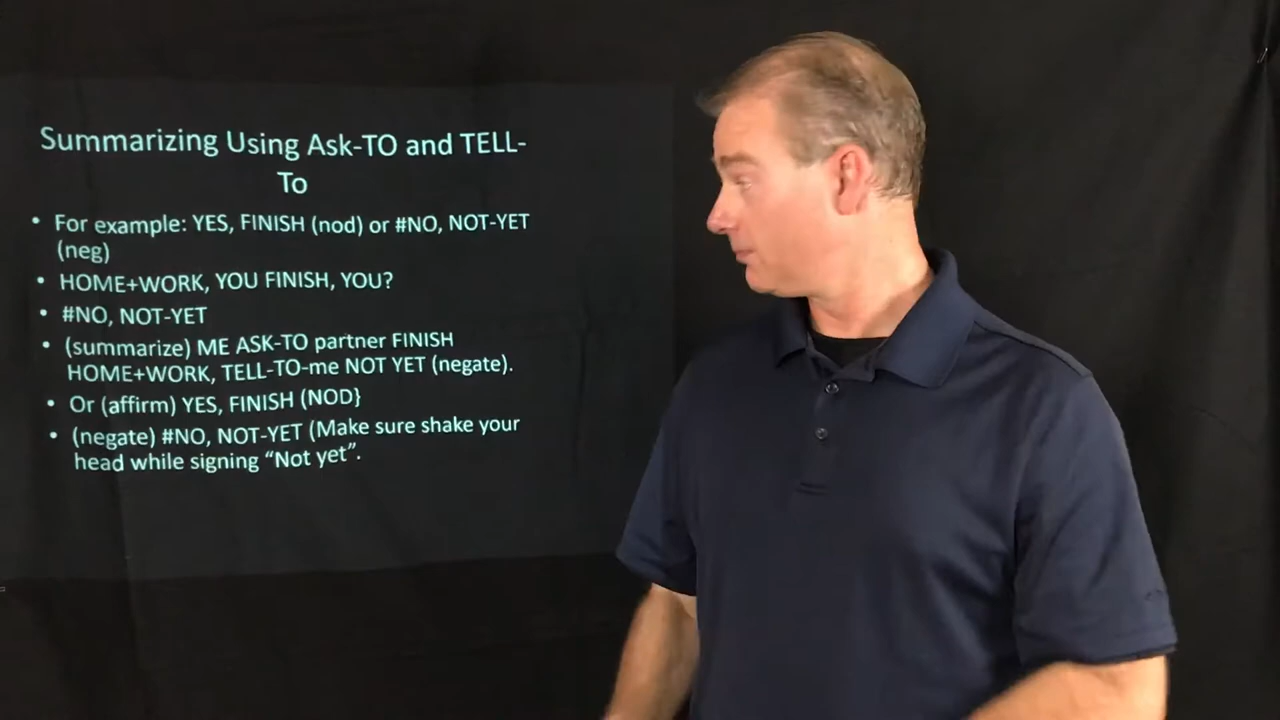 Summarizing Using Ask-TO and TELL-
To
• For example: YES, FINISH (nod) or #NO, NOT-YET
(neg)
• HOME+WORK, YOU FINISH, YOU?
• #NO, NOT-YET
• (summarize) ME ASK-TO partner FINISH
HOME+WORK, TELL-TO-me NOT YET (negate).
• Or (affirm) YES, FINISH (NOD}
• (negate) #NO, NOT-YET (Make sure shake your
head while signing “Not yet”.